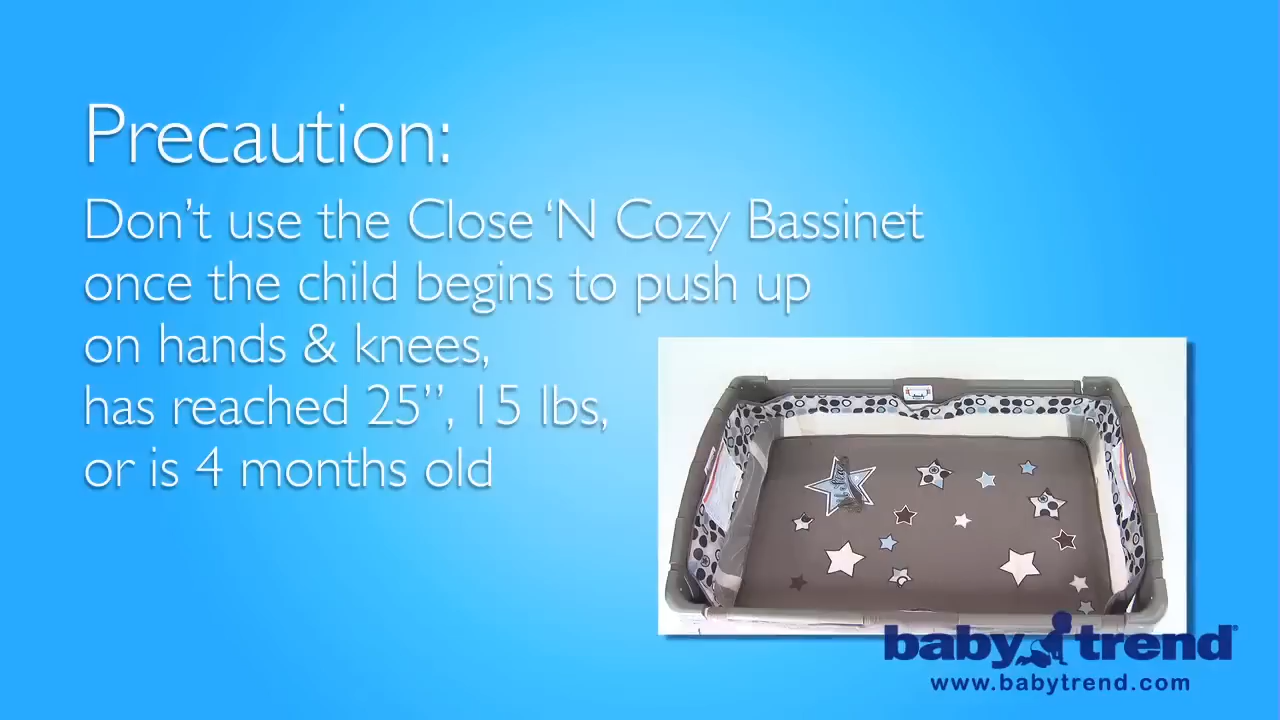 Precaution:
Don't use the Close 'N Cozy Bassinet
once the child begins to push up
on hands & knees,
has reached 25”, 15 lbs,
or is 4 months old
baby trend®
www.babytrend.com